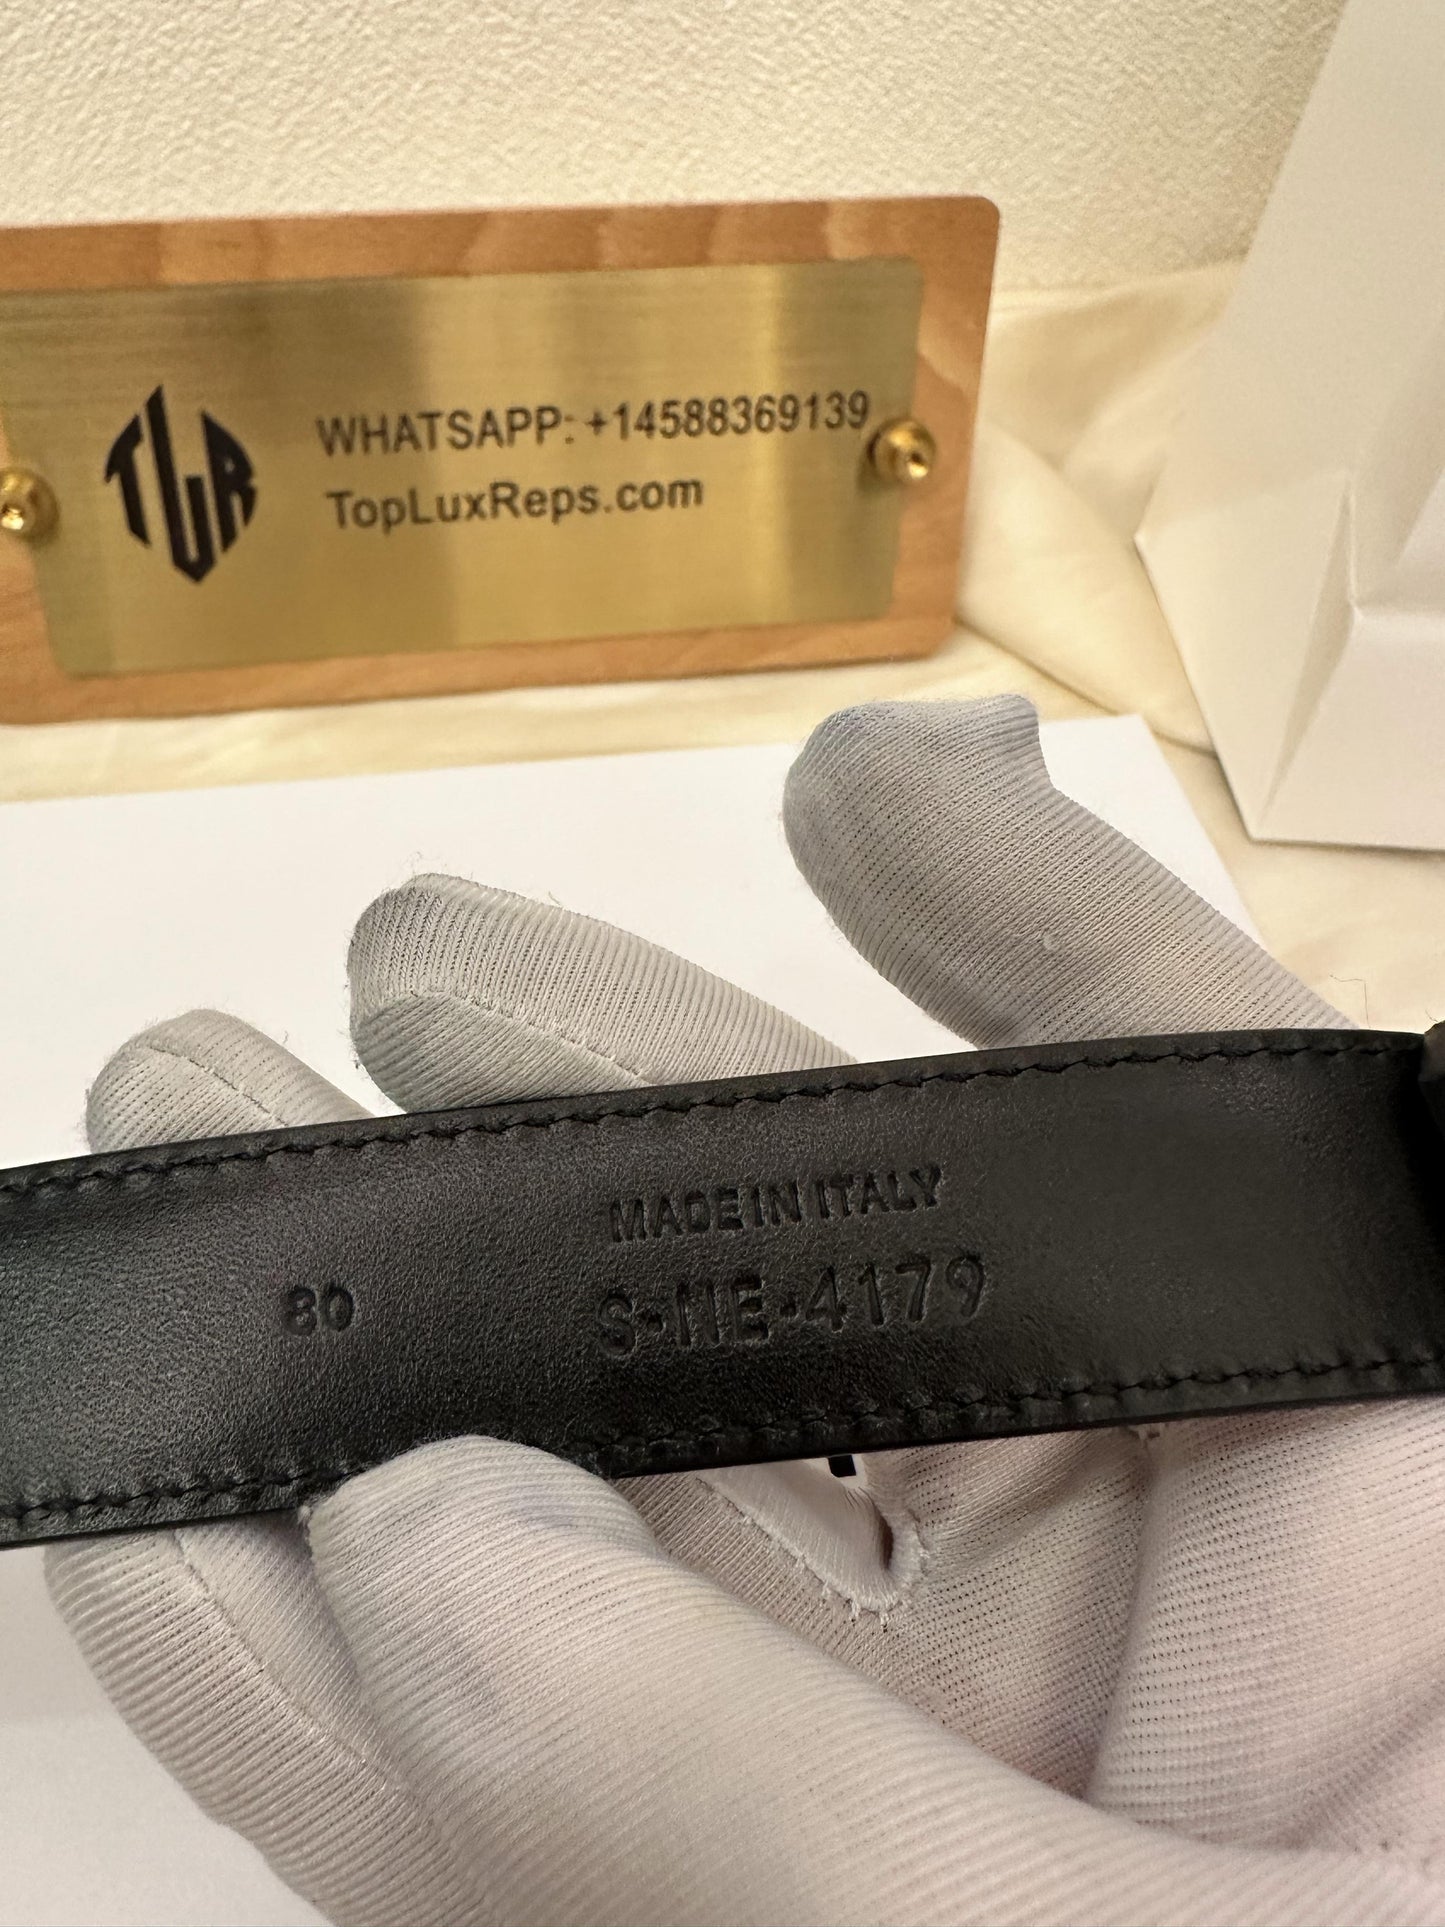 TLR
WHATSAPP: +14588369139
TopLuxReps.com
MADE IN ITALY
80
S-NE-4179